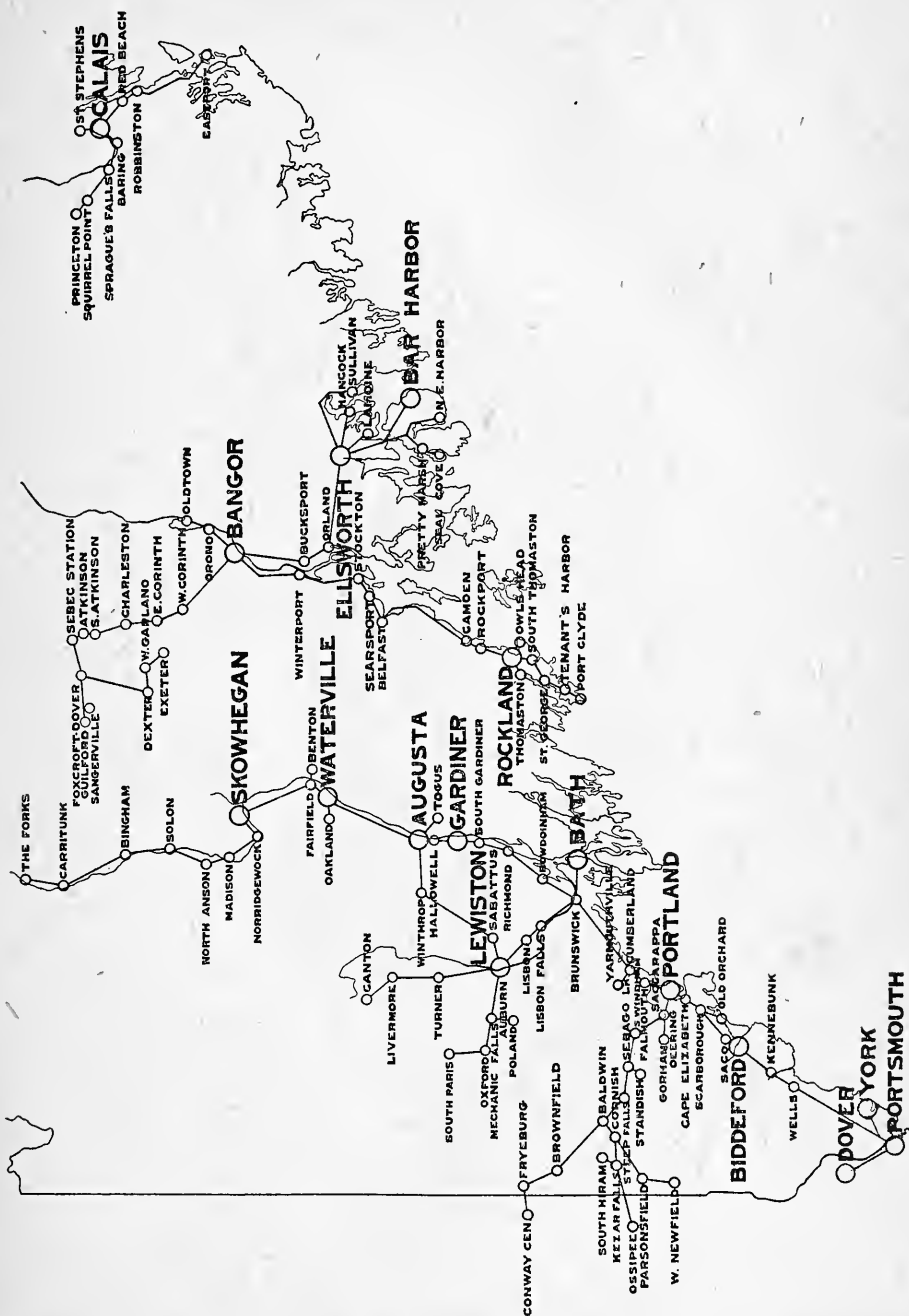 ST STEPHENS
CALAIS
RED BEACH
PRINCETON
SQUIRREL POINT
SPRAGUE'S FALLS
BARING
ROBBINSTON
EASTPORT
SEBEC STATION
ATKINSON
S. ATKINSON
CHARLESTON
W. GARLAND
E. CORINTH
W. CORINTH
OLDTOWN
ORONO
BANGOR
FOXCROFT-DOVER
GUILFORD
SANGERVILLE
DEXTER
EXETER
THE FORKS
CARRITUNK
BINGHAM
SOLON
NORTH ANSON
MADISON
NORRIDGEWOCK
SKOWHEGAN
FAIRFIELD
BENTON
WATERVILLE
OAKLAND
WINTERPORT
BUCKSPORT
ORLAND
ELLSWORTH
STOCKTON
SEARSPORT
BELFAST
HANCOCK
SULLIVAN
LAMOINE
BAR HARBOR
N. E. HARBOR
PRETTY MARSH
SEAL COVE
CAMDEN
ROCKPORT
ROCKLAND
OWLS HEAD
SOUTH THOMASTON
THOMASTON
ST. GEORGE
TENANT'S HARBOR
PORT CLYDE
AUGUSTA
TOGUS
GARDINER
SOUTH GARDINER
WINTHROP
HALLOWELL
LEWISTON
SABATTUS
RICHMOND
BOWDINHAM
BATH
CANTON
LIVERMORE
TURNER
AUBURN
LISBON
LISBON FALLS
BRUNSWICK
SOUTH PARIS
OXFORD
MECHANIC FALLS
POLAND
YARMOUTHVILLE
CUMBERLAND
SACCARAPPA
PORTLAND
SEBAGO LK
S. WINDHAM
FALMOUTH
GORHAM
DEERING
CAPE ELIZABETH
SCARBOROUGH
OLD ORCHARD
SACO
BIDDEFORD
KENNEBUNK
WELLS
CONWAY CEN
FRYEBURG
BROWNFIELD
BALDWIN
CORNISH
STEEP FALLS
STANDISH
SOUTH HIRAM
KEZAR FALLS
OSSIPEE
PARSONSFIELD
W. NEWFIELD
DOVER
YORK
PORTSMOUTH